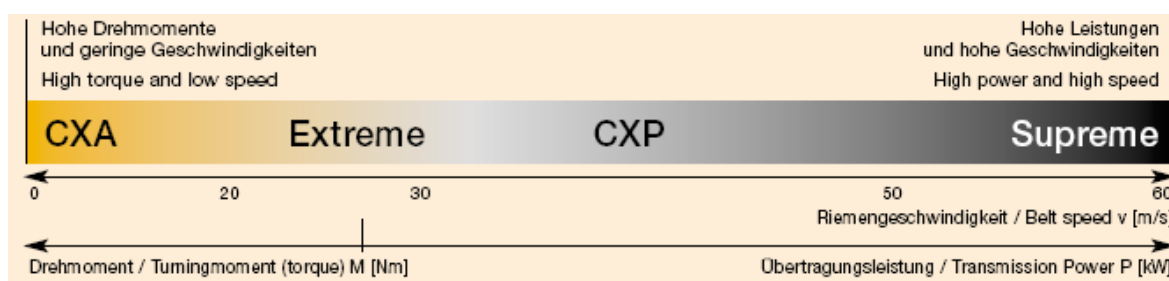 Hohe Drehmomente
und geringe Geschwindigkeiten
High torque and low speed
Hohe Leistungen
und hohe Geschwindigkeiten
High power and high speed
CXA Extreme CXP Supreme
0 20 30 50 60
Riemengeschwindigkeit / Belt speed v [m/s]
Drehmoment / Turningmoment (torque) M [Nm] Übertragungsleistung / Transmission Power P [kW]